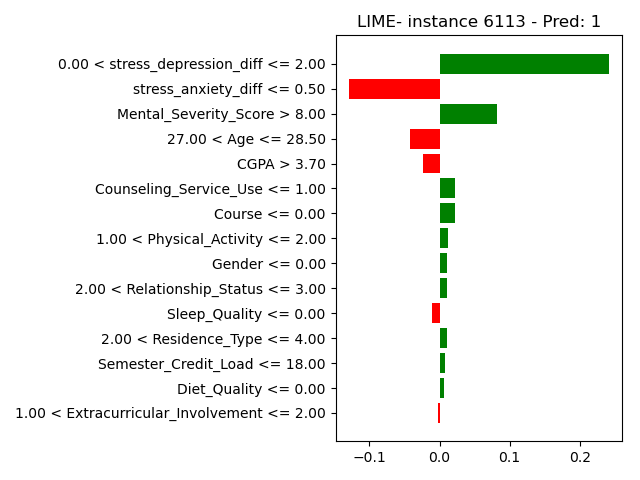 LIME- instance 6113 - Pred: 1
0.00 < stress_depression_diff <= 2.00
stress_anxiety_diff <= 0.50
Mental_Severity_Score > 8.00
27.00 < Age <= 28.50
CGPA > 3.70
Counseling_Service_Use <= 1.00
Course <= 0.00
1.00 < Physical_Activity <= 2.00
Gender <= 0.00
2.00 < Relationship_Status <= 3.00
Sleep_Quality <= 0.00
2.00 < Residence_Type <= 4.00
Semester_Credit_Load <= 18.00
Diet_Quality <= 0.00
1.00 < Extracurricular_Involvement <= 2.00
−0.1 0.0 0.1 0.2